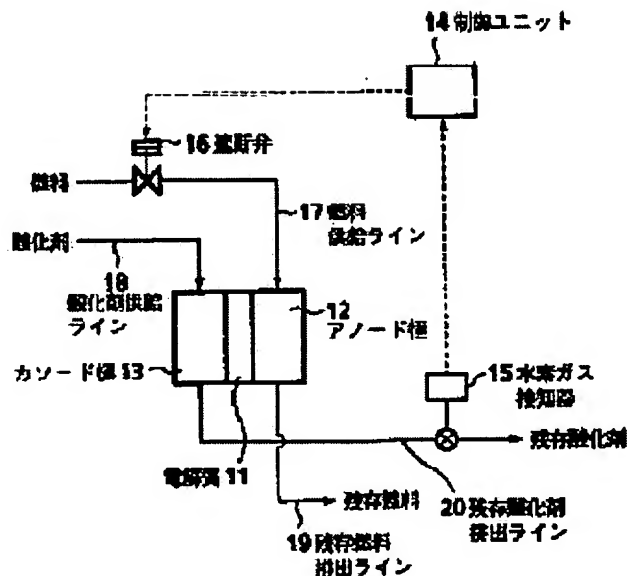 14 制御ユニット
16 遮断弁
燃料
17 燃料
供給ライン
酸化剤
18
酸化剤供給
ライン
12
アノード極
カソード極 13
15 水素ガス
検知器
残存酸化剤
電解質 11
残存燃料
20 残存酸化剤
排出ライン
19 残存燃料
排出ライン